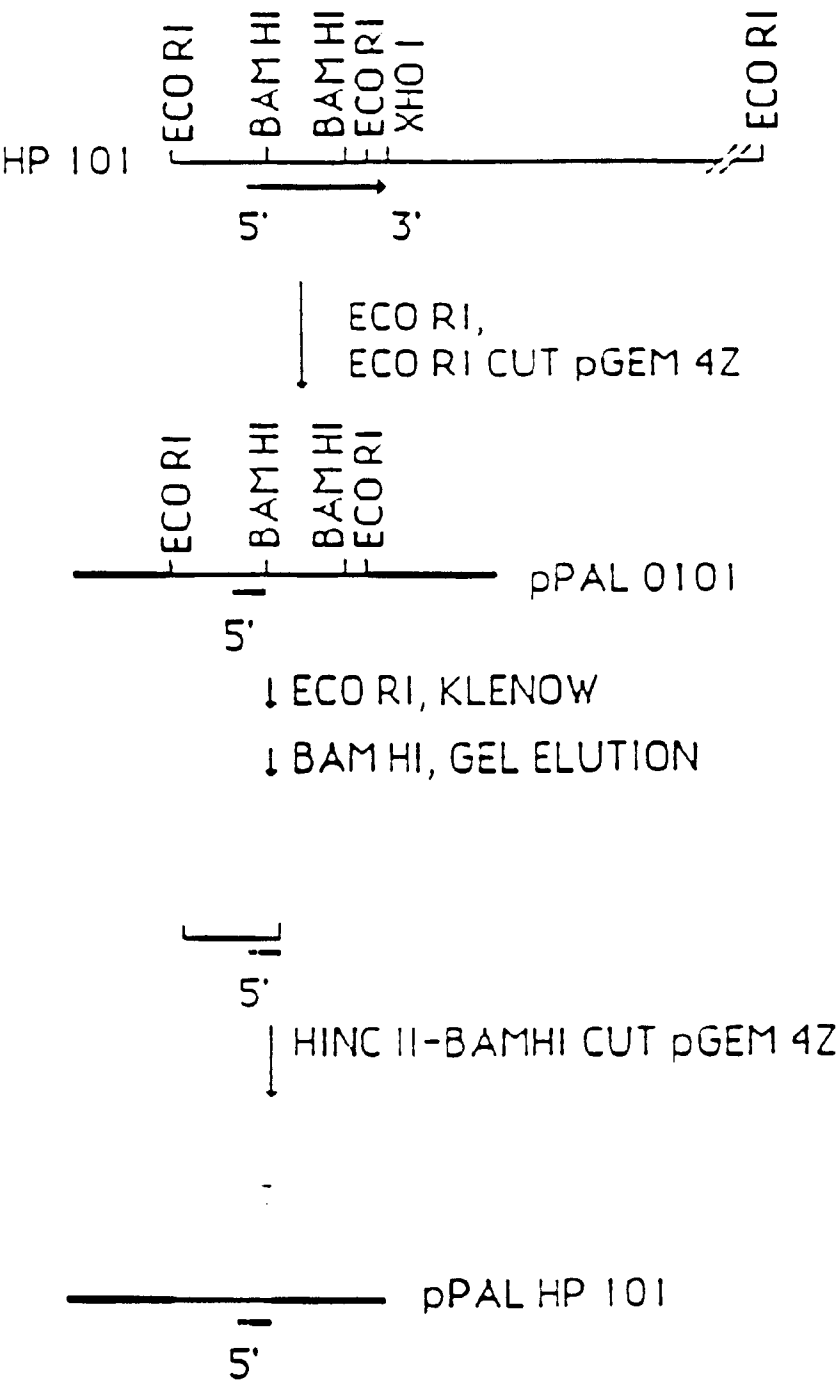 ECO RI BAM HI BAM HI ECO RI XHO I ECO RI
HP 101
5' 3'
ECO RI,
ECO RI CUT pGEM 4Z
ECO RI BAM HI BAM HI ECO RI
pPAL 0101
5'
ECO RI, KLENOW
BAM HI, GEL ELUTION
5'
HINC II-BAMHI CUT pGEM 4Z
pPAL HP 101
5'